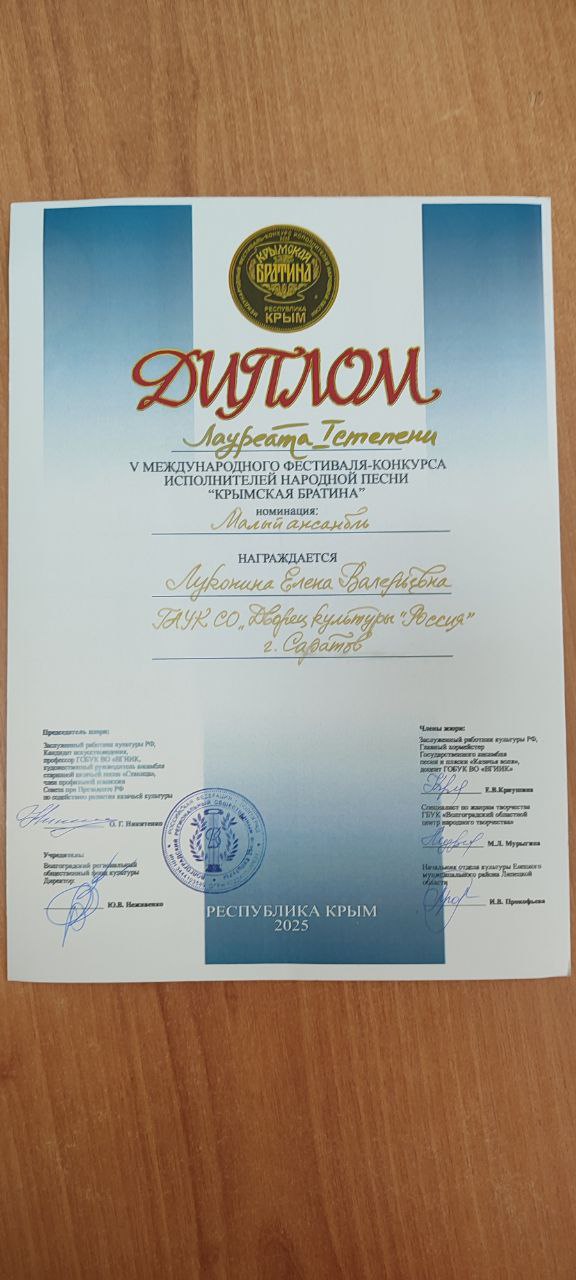 КРЫМСКАЯ
БРАТИНА
РЕСПУБЛИКА
КРЫМ
ДИПЛОМ
Лауреата I степени
V МЕЖДУНАРОДНОГО ФЕСТИВАЛЯ-КОНКУРСА
ИСПОЛНИТЕЛЕЙ НАРОДНОЙ ПЕСНИ
“КРЫМСКАЯ БРАТИНА”
номинация:
Малый ансамбль
НАГРАЖДАЕТСЯ
Луконина Елена Валерьевна
ГАУК СО „Дворец культуры "Россия"
г. Саратов
Председатель жюри:
Заслуженный работник культуры РФ,
Кандидат искусствоведения,
профессор ГОБУК ВО «ВГИИК,
художественный руководитель ансамбля
старинной казачьей песни «Станица»,
член профильной комиссии
Совета при Президенте РФ
по содействию развития казачьей культуры
О. Г. Никитенко
Учредитель:
Волгоградский региональный
общественный фонд культуры
Директор
Ю.В. Неживенко
Члены жюри:
Заслуженный работник культуры РФ,
Главный хормейстер
Государственного ансамбля
песни и пляски «Казачья воля»,
доцент ГОБУК ВО «ВГИИК»
Е.В.Кривушина
Специалист по жанрам творчества
ГБУК «Волгоградский областной
центр народного творчества»
М.Л. Мурыгина
Начальник отдела культуры Елецкого
муниципального района Липецкой
области
И.В. Прокофьева
РЕСПУБЛИКА КРЫМ
2025